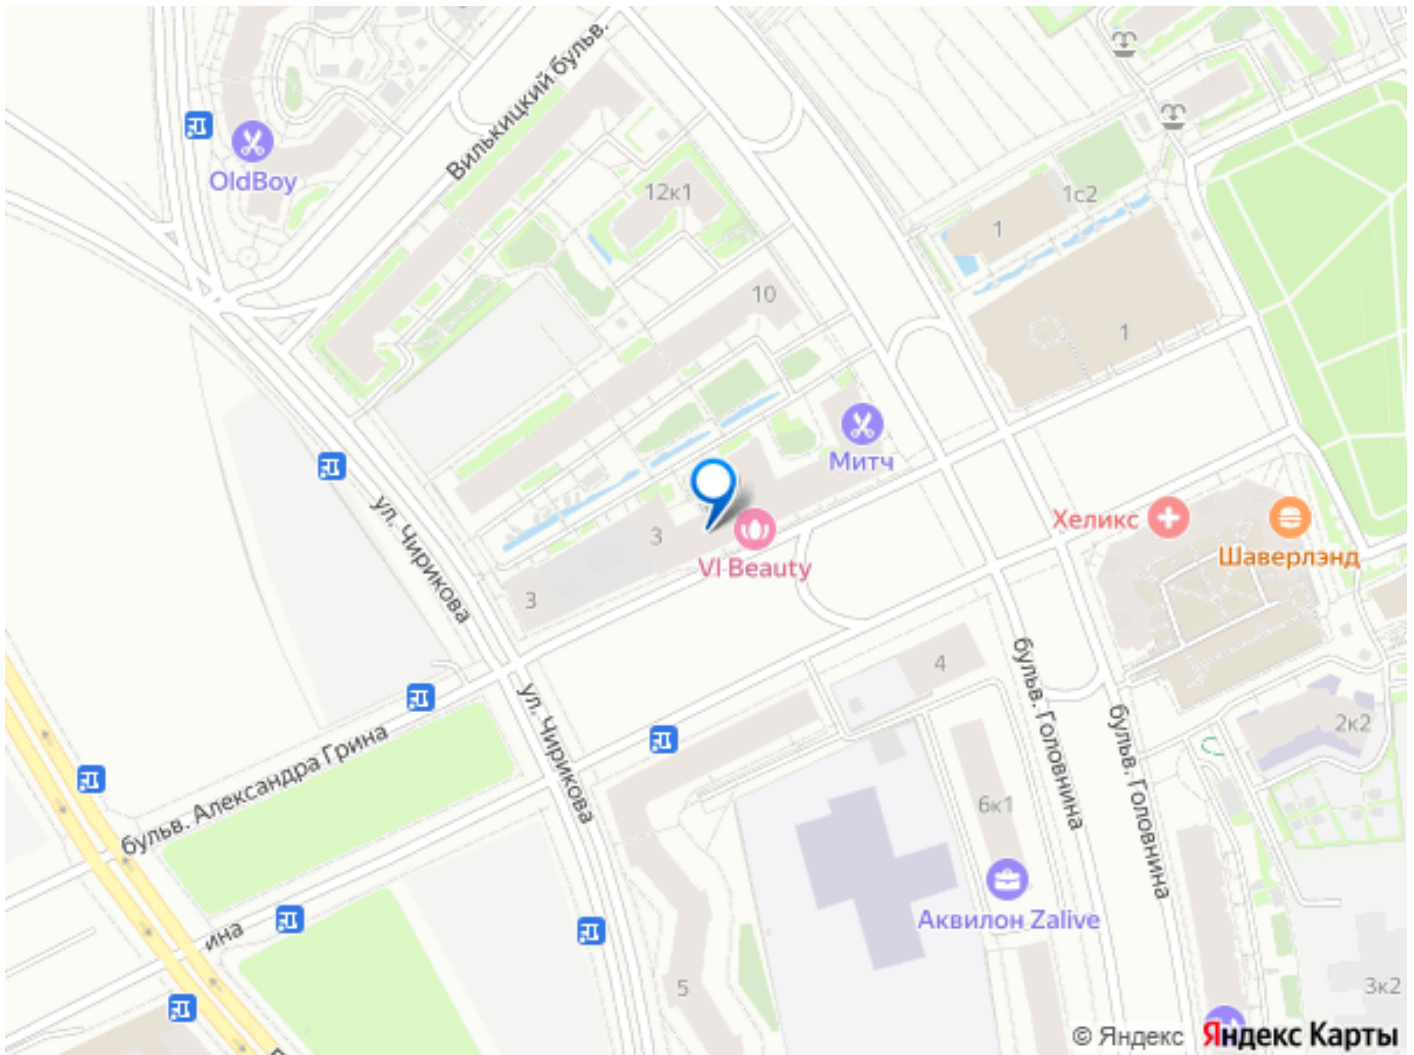 Вилькицкий бульв.
OldBoy
12к1
1с2
1
10
1
Митч
ул. Чирикова
3
VI Beauty
3
Хеликс
Шаверлэнд
4
бульв. Головнина
ул. Чирикова
бульв. Головнина
2к2
бульв. Александра Грина
6к1
Аквилон Zalive
ина
5
3к2
© Яндекс Яндекс Карты